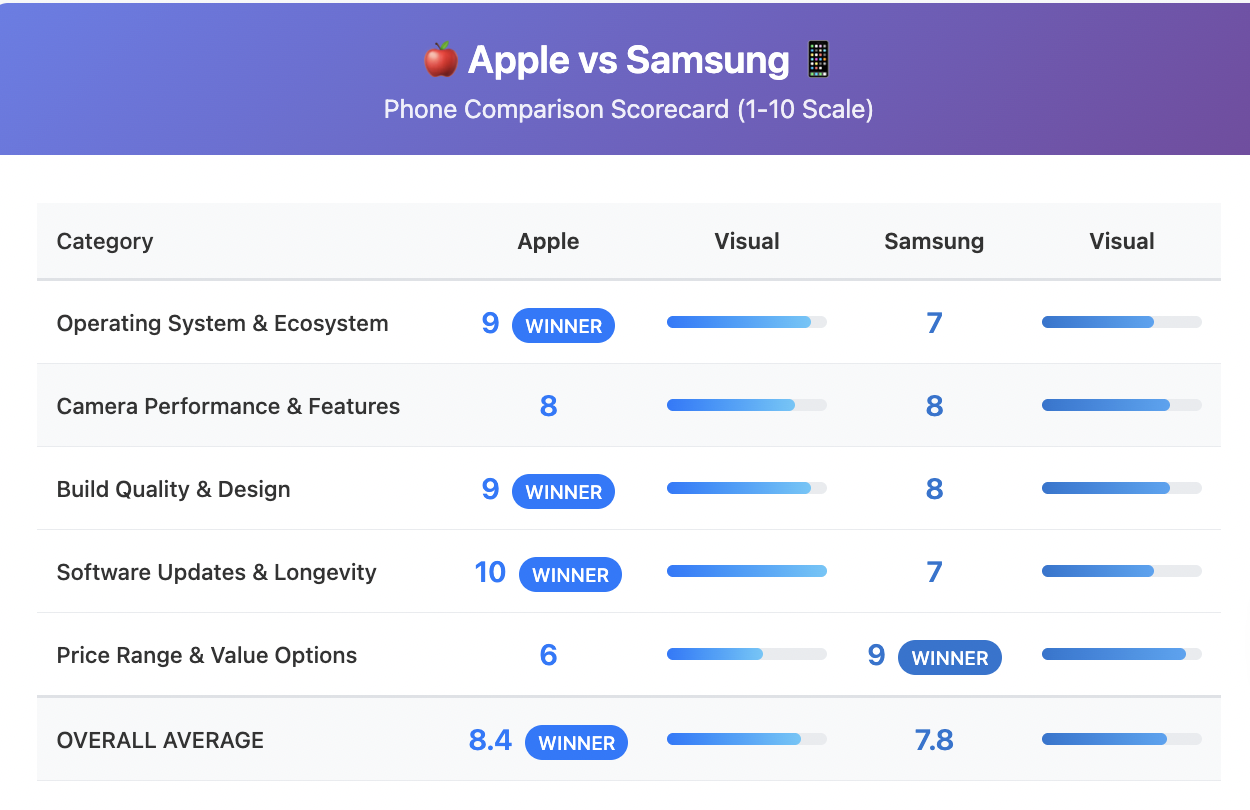 🍎 Apple vs Samsung 📱
Phone Comparison Scorecard (1-10 Scale)
Category Apple Visual Samsung Visual
Operating System & Ecosystem 9 WINNER 7
Camera Performance & Features 8 8
Build Quality & Design 9 WINNER 8
Software Updates & Longevity 10 WINNER 7
Price Range & Value Options 6 9 WINNER
OVERALL AVERAGE 8.4 WINNER 7.8